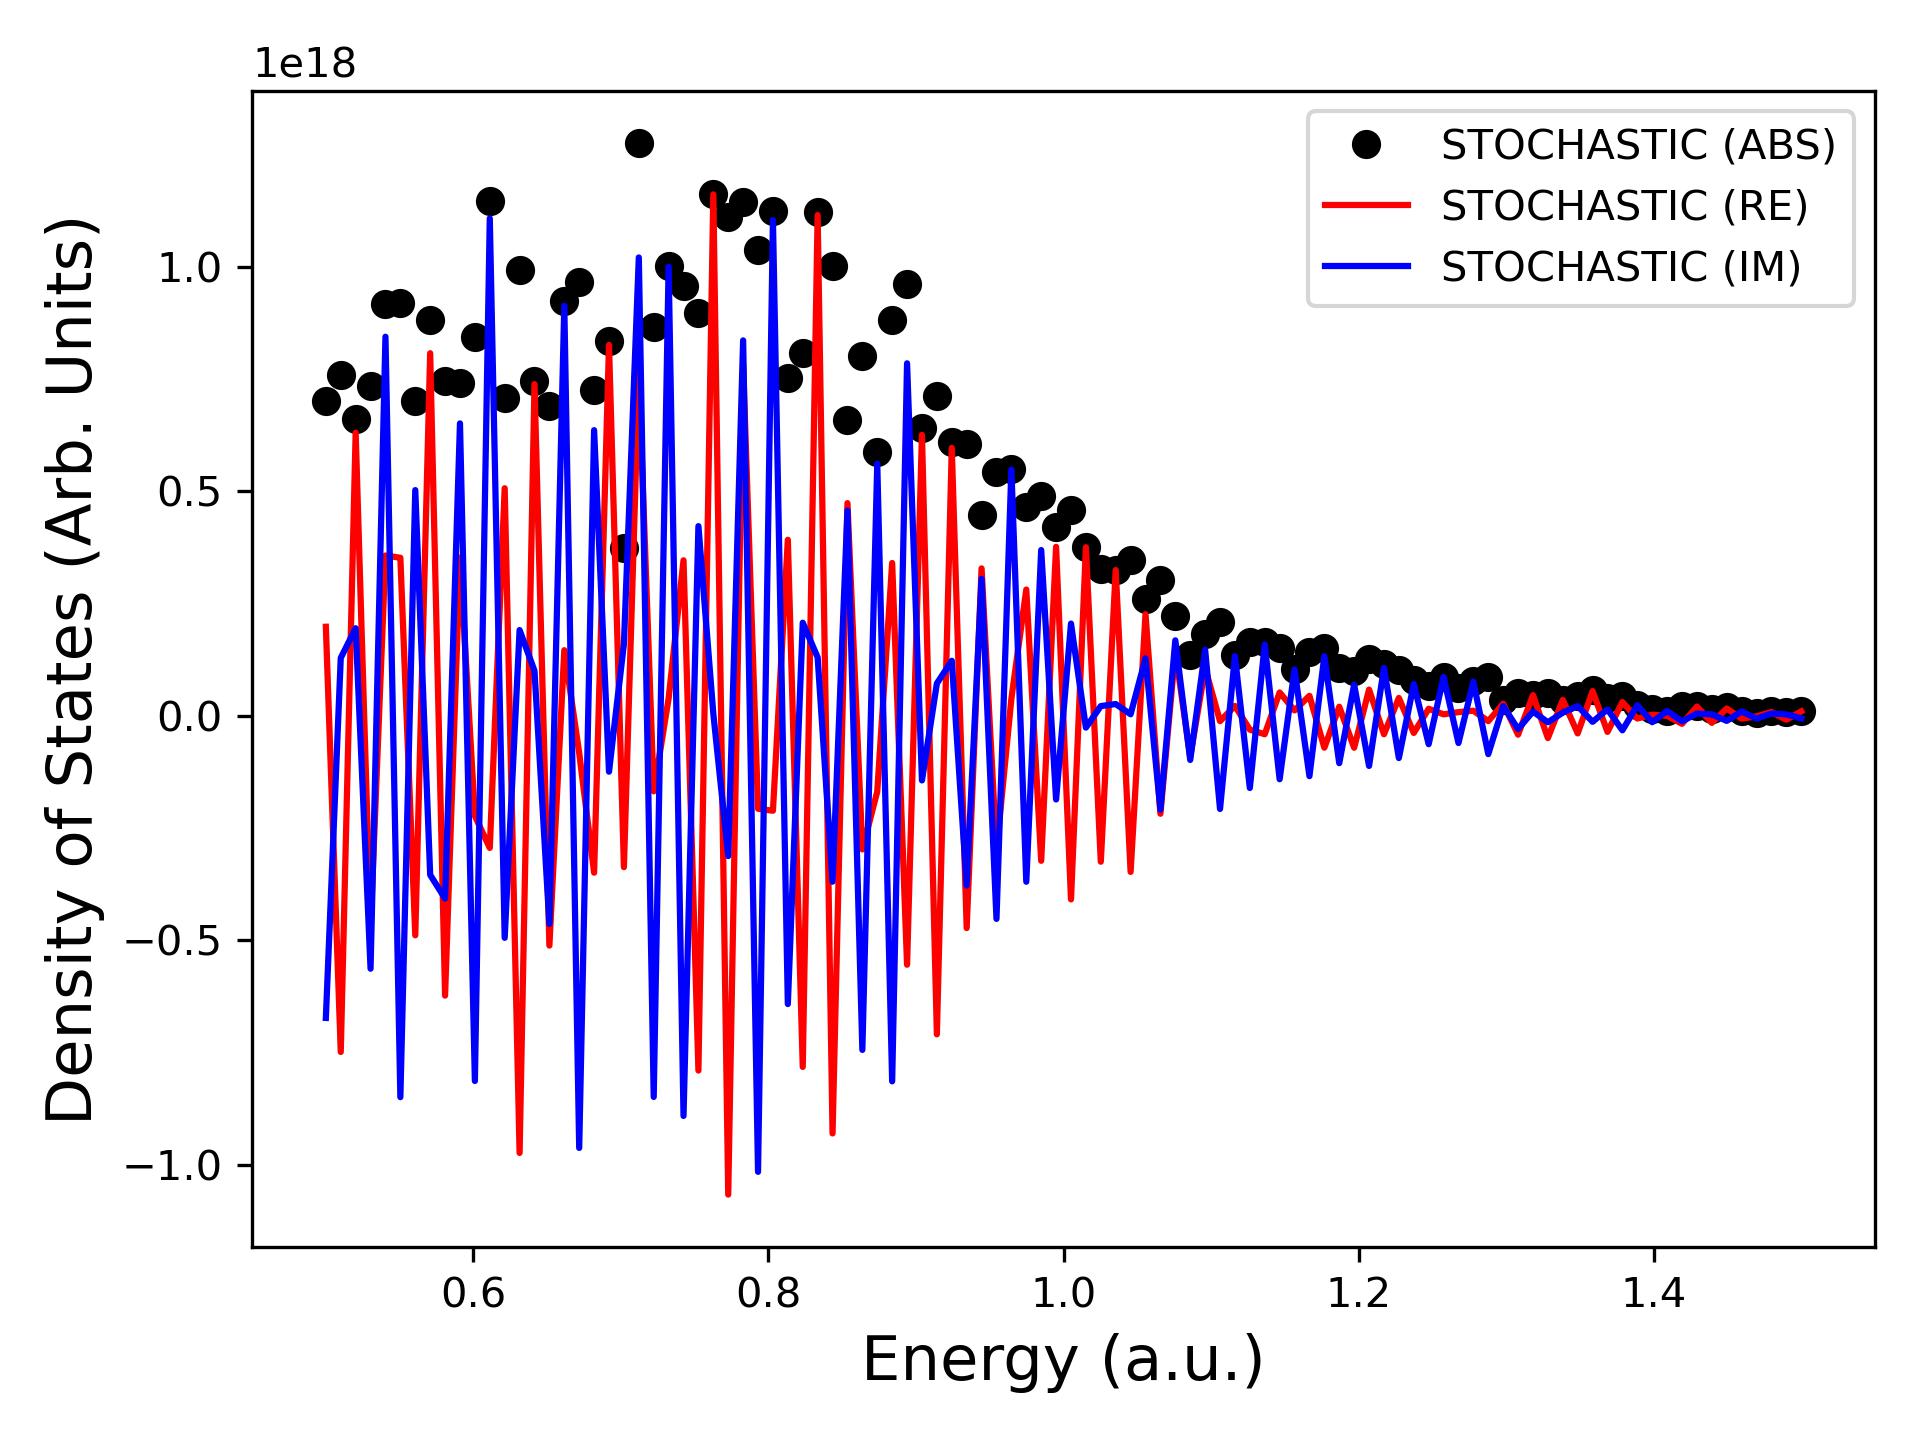 1e18
STOCHASTIC (ABS)
STOCHASTIC (RE)
STOCHASTIC (IM)
Density of States (Arb. Units)
1.0
0.5
0.0
−0.5
−1.0
0.6 0.8 1.0 1.2 1.4
Energy (a.u.)